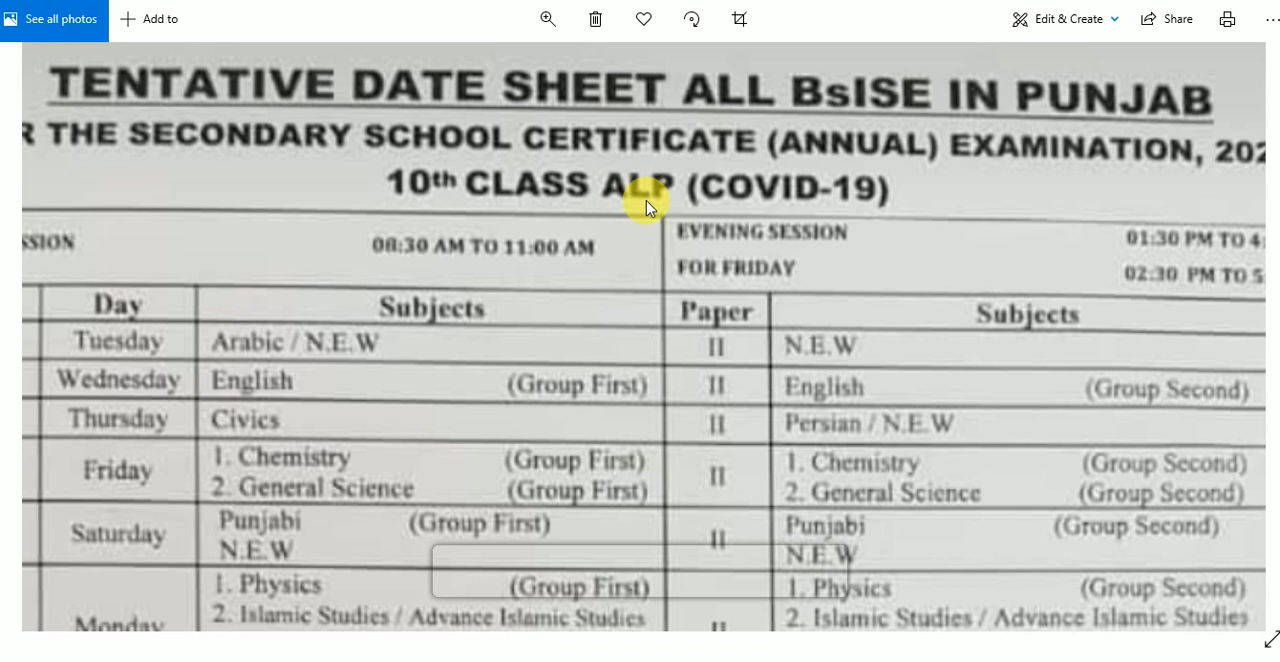 See all photos
Add to
Edit & Create
Share
TENTATIVE DATE SHEET ALL BsISE IN PUNJAB
THE SECONDARY SCHOOL CERTIFICATE (ANNUAL) EXAMINATION, 202
10th CLASS ALP (COVID-19)
SSION 08:30 AM TO 11:00 AM EVENING SESSION 01:30 PM TO 4:
FOR FRIDAY 02:30 PM TO 5
Day Subjects Paper Subjects
Tuesday Arabic / N.E.W II N.E.W
Wednesday English (Group First) II English (Group Second)
Thursday Civics II Persian / N.E.W
Friday 1. Chemistry (Group First) II 1. Chemistry (Group Second)
2. General Science (Group First) 2. General Science (Group Second)
Saturday Punjabi (Group First) II Punjabi (Group Second)
N.E.W N.E.W
Monday 1. Physics (Group First) II 1. Physics (Group Second)
2. Islamic Studies / Advance Islamic Studies 2. Islamic Studies / Advance Islamic Studies